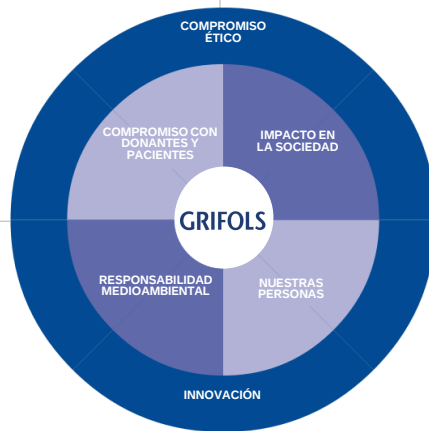 COMPROMISO
ÉTICO
COMPROMISO CON
DONANTES Y
PACIENTES
IMPACTO EN
LA SOCIEDAD
GRIFOLS
RESPONSABILIDAD
MEDIOAMBIENTAL
NUESTRAS
PERSONAS
INNOVACIÓN